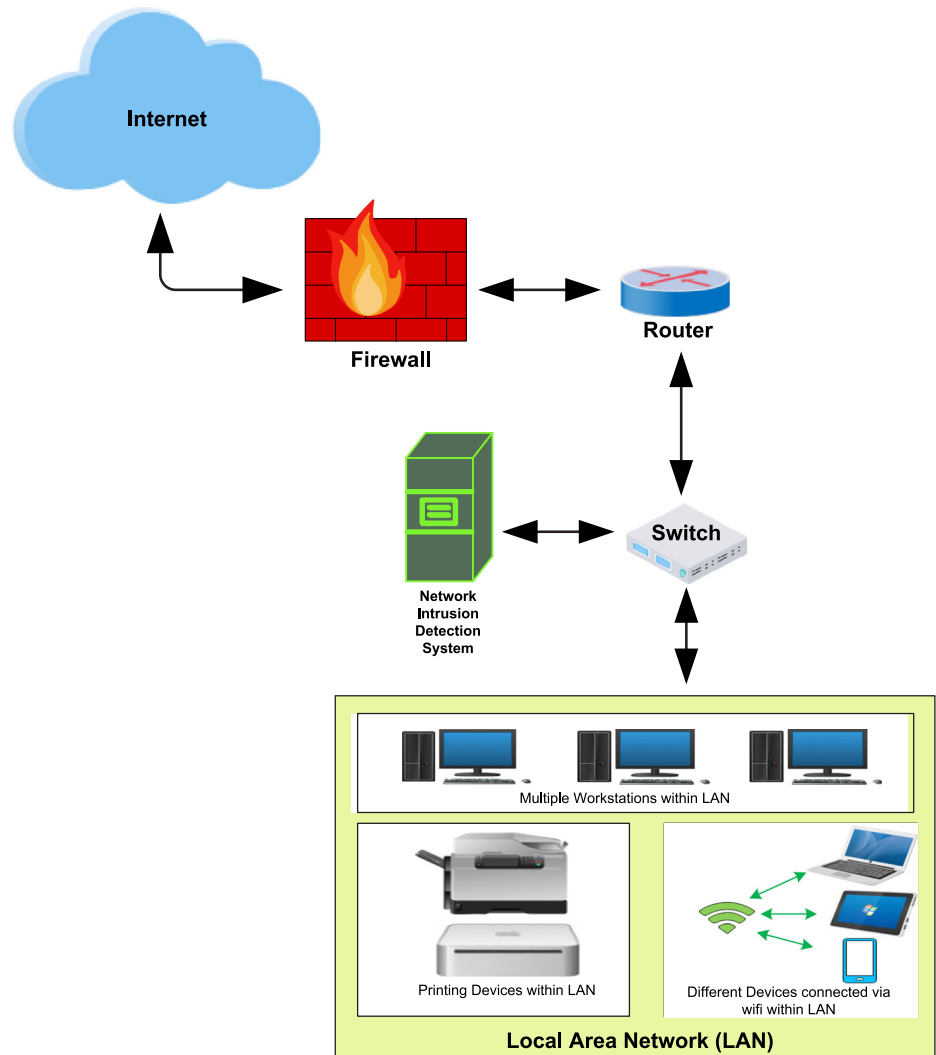 Internet
Firewall
Router
Switch
Network
Intrusion
Detection
System
Multiple Workstations within LAN
Printing Devices within LAN
Different Devices connected via
wifi within LAN
Local Area Network (LAN)